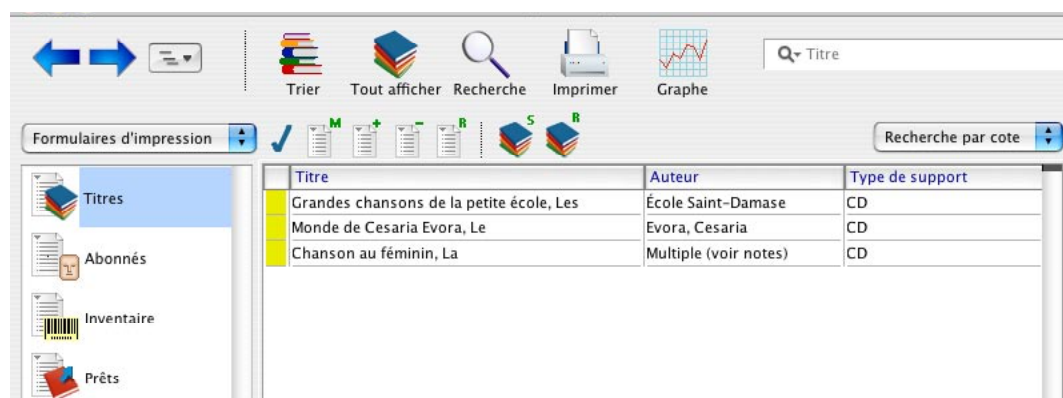 Titre
Trier Tout afficher Recherche Imprimer Graphe
Formulaires d'impression M + - R S R Recherche par cote
Titre Auteur Type de support
Titres
Grandes chansons de la petite école, Les École Saint-Damase CD
Monde de Cesaria Evora, Le Evora, Cesaria CD
Chanson au féminin, La Multiple (voir notes) CD
Abonnés
Inventaire
Prêts